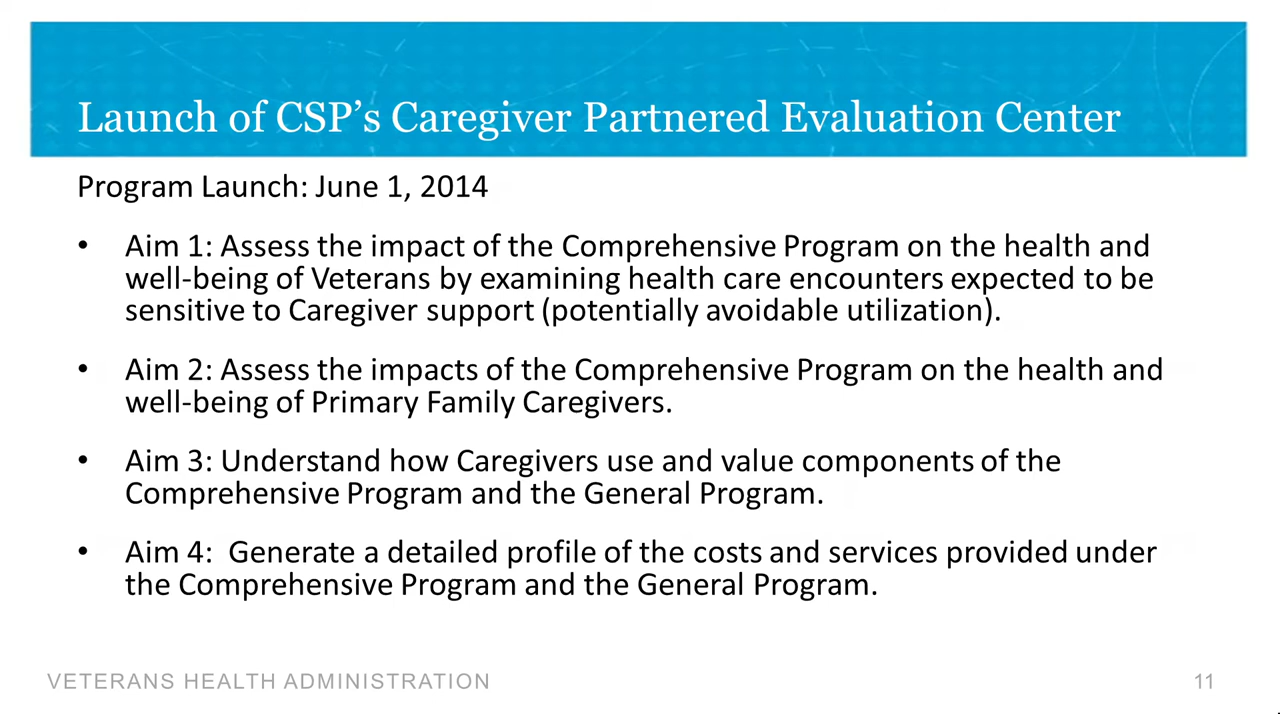 Launch of CSP’s Caregiver Partnered Evaluation Center
Program Launch: June 1, 2014
• Aim 1: Assess the impact of the Comprehensive Program on the health and
well-being of Veterans by examining health care encounters expected to be
sensitive to Caregiver support (potentially avoidable utilization).
• Aim 2: Assess the impacts of the Comprehensive Program on the health and
well-being of Primary Family Caregivers.
• Aim 3: Understand how Caregivers use and value components of the
Comprehensive Program and the General Program.
• Aim 4:  Generate a detailed profile of the costs and services provided under
the Comprehensive Program and the General Program.
VETERANS HEALTH ADMINISTRATION
11